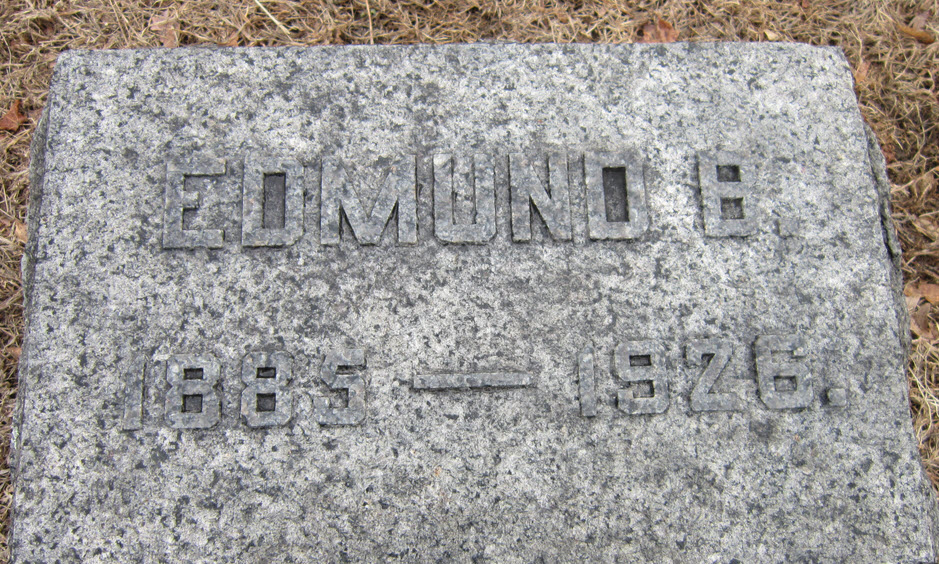 EDMUND B.
1885 — 1926.